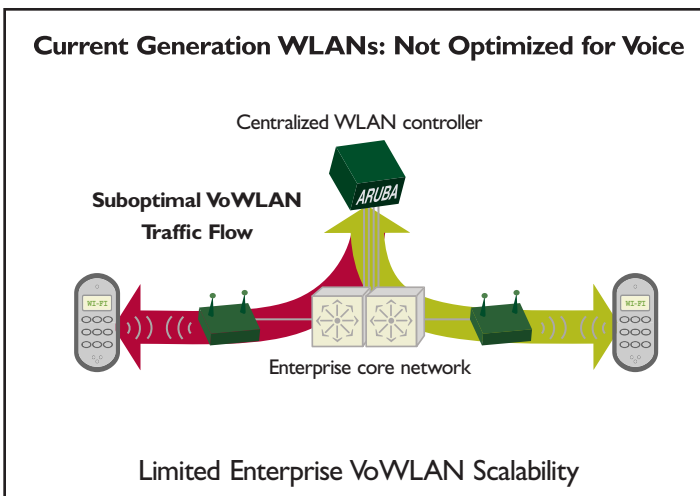 Current Generation WLANs: Not Optimized for Voice
Centralized WLAN controller
ARUBA
Suboptimal VoWLAN
Traffic Flow
WI-FI
WI-FI
Enterprise core network
Limited Enterprise VoWLAN Scalability